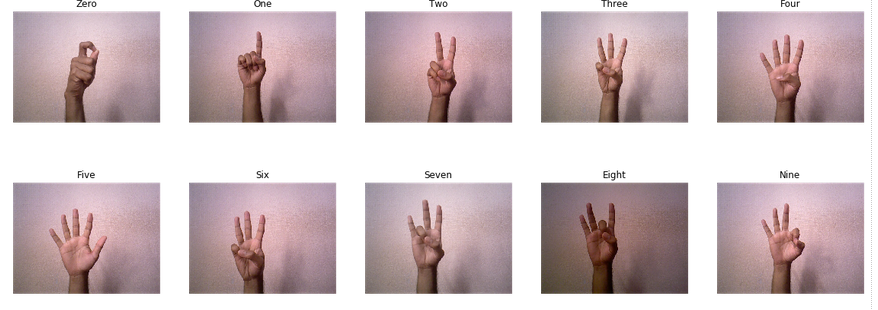 Zero One Two Three Four
Five Six Seven Eight Nine